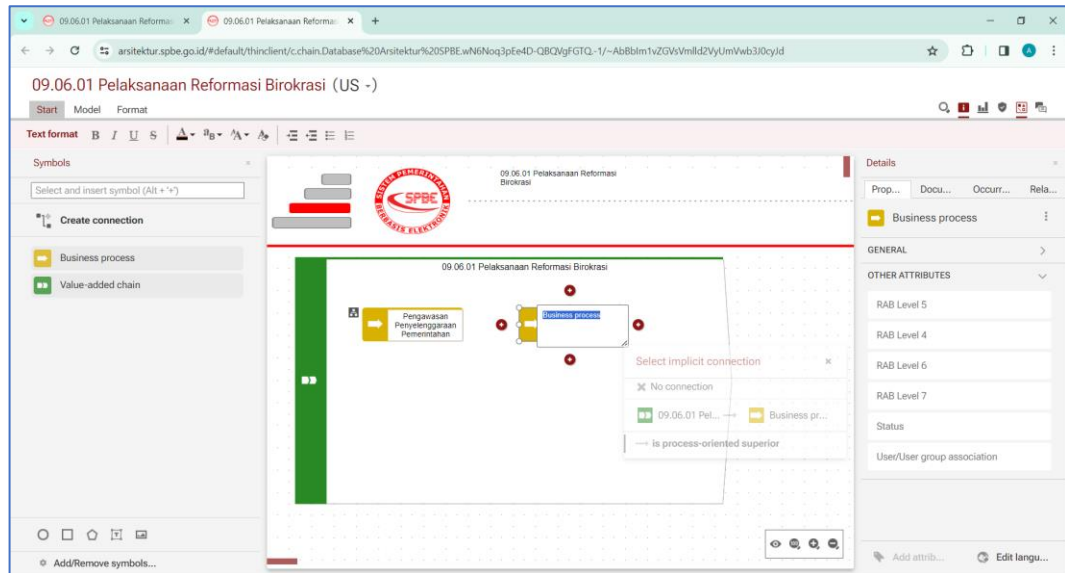 09.06.01 Pelaksanaan Reformas
09.06.01 Pelaksanaan Reformas
arsitektur.spbe.go.id/#default/thinclient/c.chain.Database%20Arsitektur%20SPBE.wN6Noq3pEe4D-QBQVgFGTQ.-1/~AbBbIm1vZGVsVmlld2VyUmVwb3J0cyJd
A
09.06.01 Pelaksanaan Reformasi Birokrasi (US -)
Start Model Format
Text format B I U S
Symbols
Select and insert symbol (Alt + '+')
Create connection
Business process
Value-added chain
Add/Remove symbols...
SISTEM PEMERINTAHAN
SPBE
BERBASIS ELEKTRONIK
09.06.01 Pelaksanaan Reformasi
Birokrasi
09.06.01 Pelaksanaan Reformasi Birokrasi
Pengawasan
Penyelenggaraan
Pemerintahan
Business process
Select implicit connection
No connection
09.06.01 Pel... → Business pr...
→ is process-oriented superior
Details
Prop... Docu... Occurr... Rela...
Business process
GENERAL
OTHER ATTRIBUTES
RAB Level 5
RAB Level 4
RAB Level 6
RAB Level 7
Status
User/User group association
Add attrib... Edit langu...